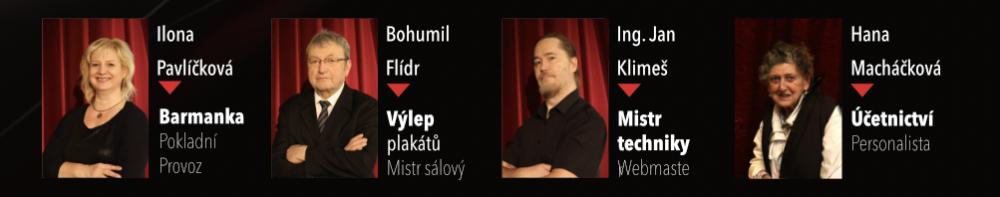 Ilona
Pavlíčková
Barmanka
Pokladní
Provoz
Bohumil
Flídr
Výlep
plakátů
Mistr sálový
Ing. Jan
Klimeš
Mistr
techniky
Webmaste
Hana
Macháčková
Účetnictví
Personalista